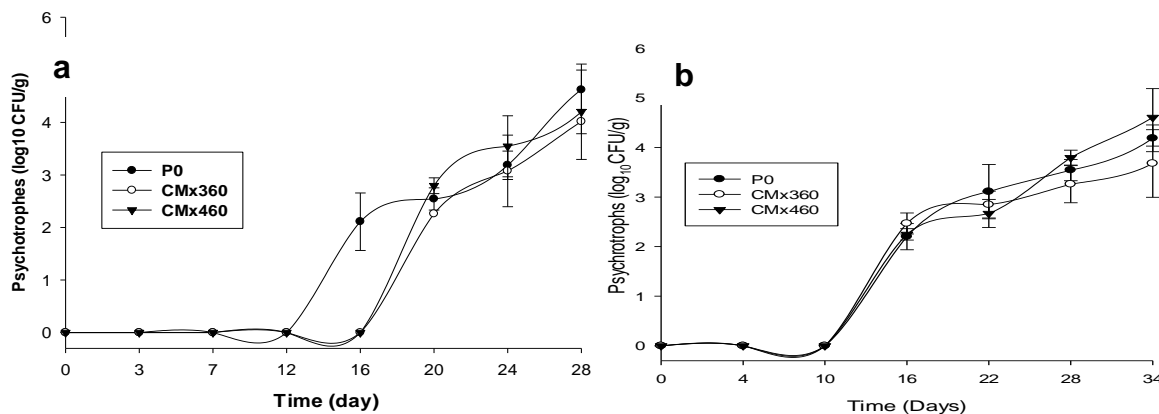 a
Psychotrophes (log10 CFU/g)
6
5
4
3
2
1
0
P0
CMx360
CMx460
0 3 7 12 16 20 24 28
Time (day)
b
Psychrotrophs (log10CFU/g)
6
5
4
3
2
1
0
P0
CMx360
CMx460
0 4 10 16 22 28 34
Time (Days)